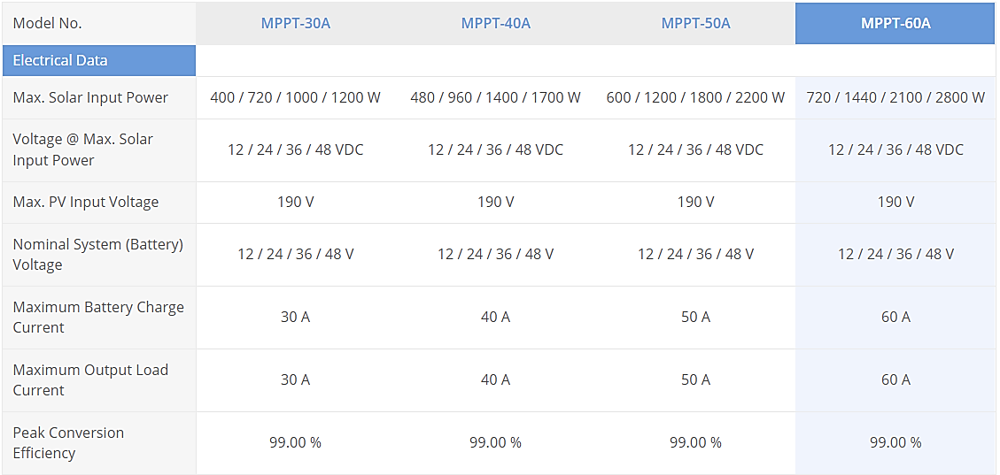 Model No. MPPT-30A MPPT-40A MPPT-50A MPPT-60A
Electrical Data
Max. Solar Input Power 400 / 720 / 1000 / 1200 W 480 / 960 / 1400 / 1700 W 600 / 1200 / 1800 / 2200 W 720 / 1440 / 2100 / 2800 W
Voltage @ Max. Solar
Input Power 12 / 24 / 36 / 48 VDC 12 / 24 / 36 / 48 VDC 12 / 24 / 36 / 48 VDC 12 / 24 / 36 / 48 VDC
Max. PV Input Voltage 190 V 190 V 190 V 190 V
Nominal System (Battery)
Voltage 12 / 24 / 36 / 48 V 12 / 24 / 36 / 48 V 12 / 24 / 36 / 48 V 12 / 24 / 36 / 48 V
Maximum Battery Charge
Current 30 A 40 A 50 A 60 A
Maximum Output Load
Current 30 A 40 A 50 A 60 A
Peak Conversion
Efficiency 99.00 % 99.00 % 99.00 % 99.00 %